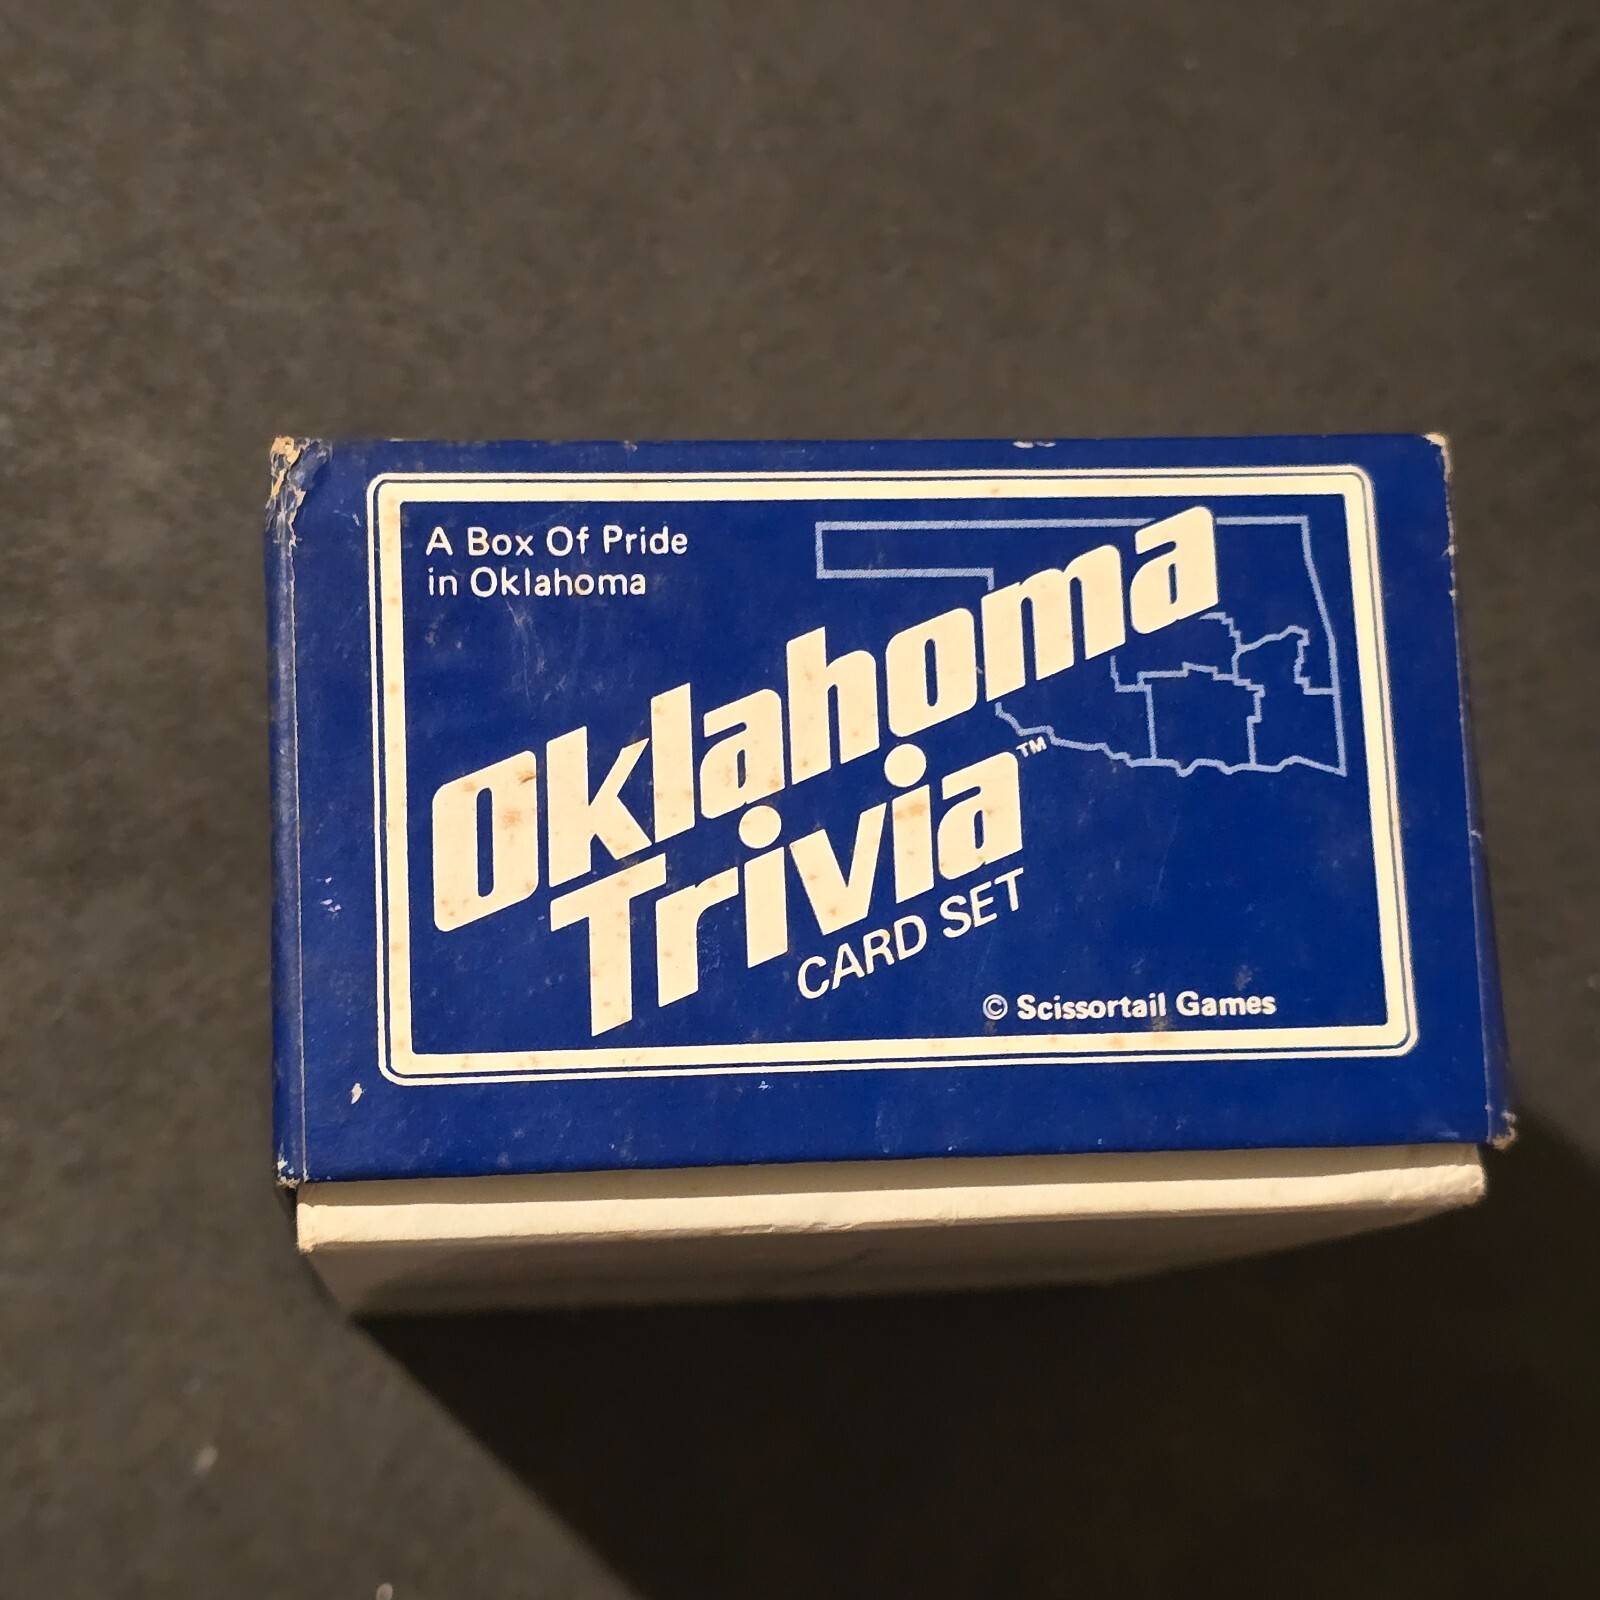 A Box Of Pride
in Oklahoma
Oklahoma
Trivia™
CARD SET
© Scissortail Games